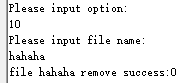 Please input option:
10
Please input file name:
hahaha
file hahaha remove success:0